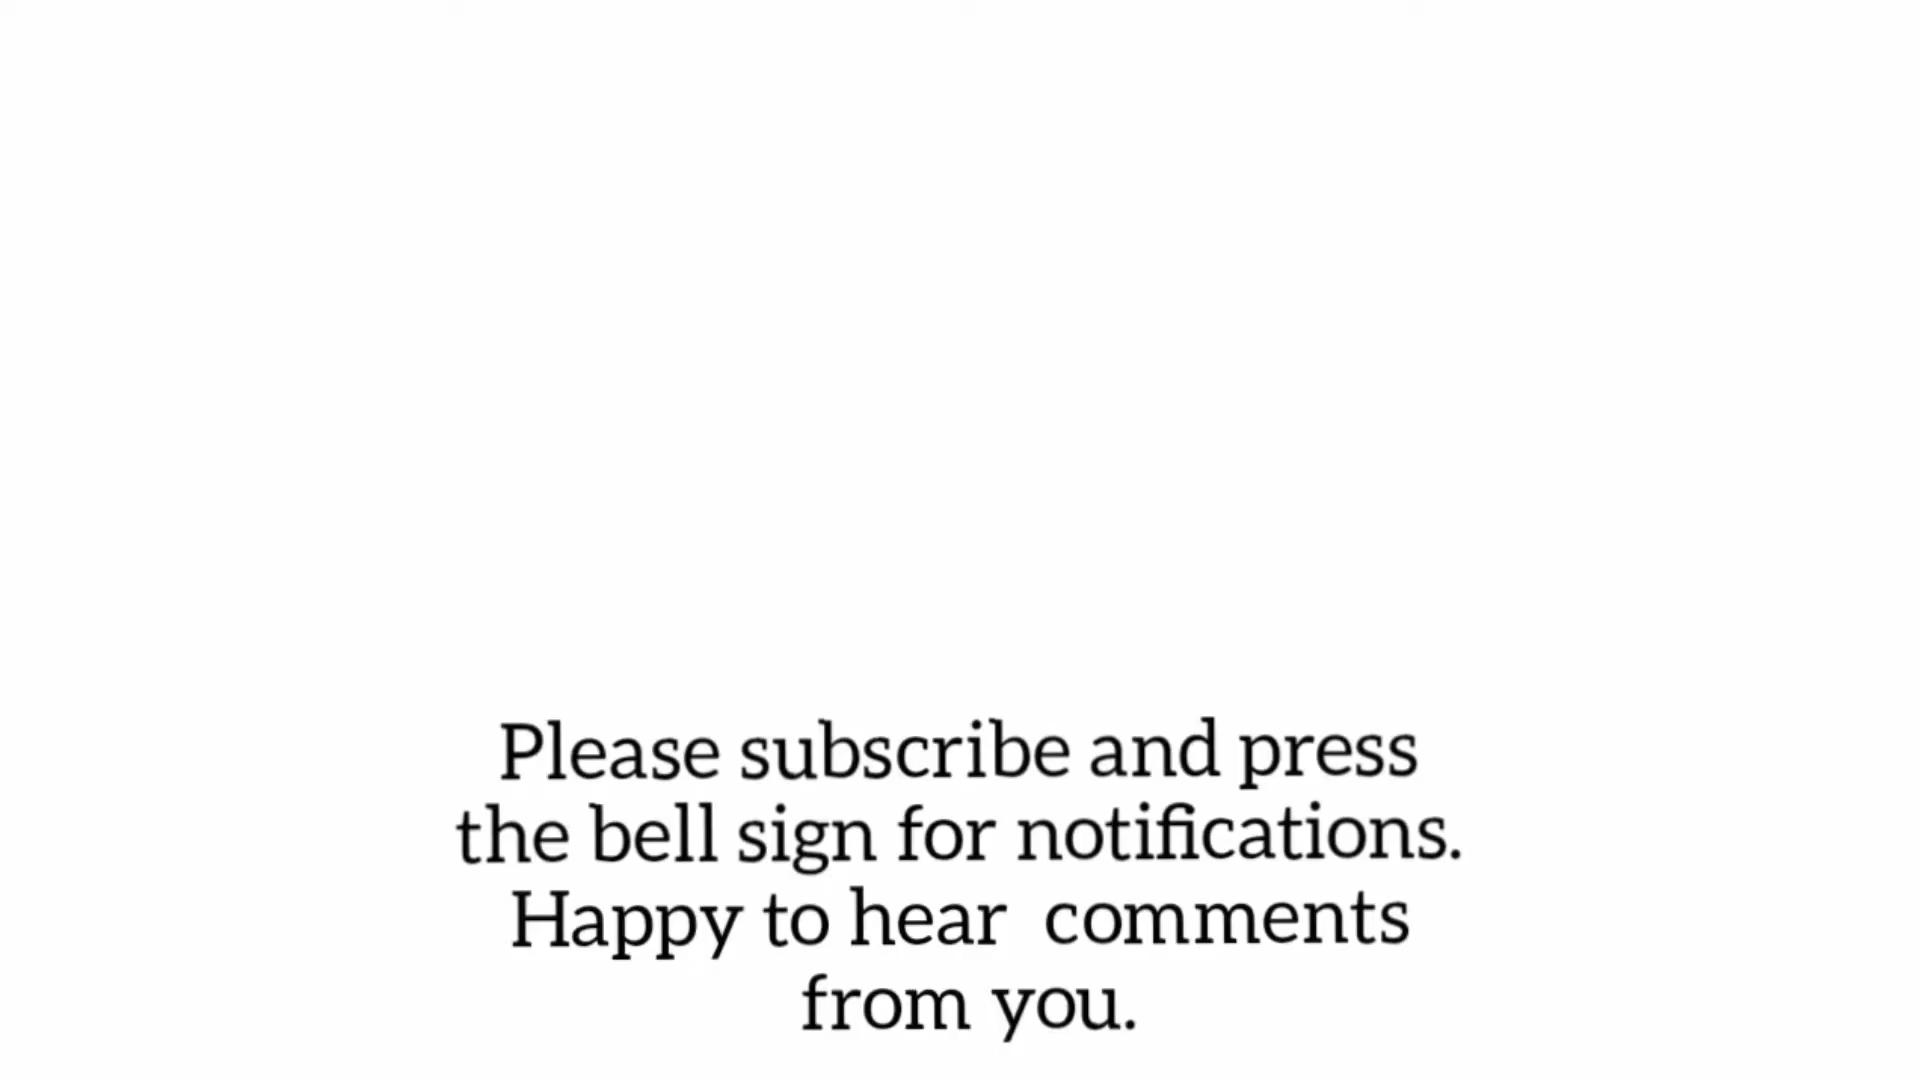 Please subscribe and press
the bell sign for notifications.
Happy to hear  comments
from you.